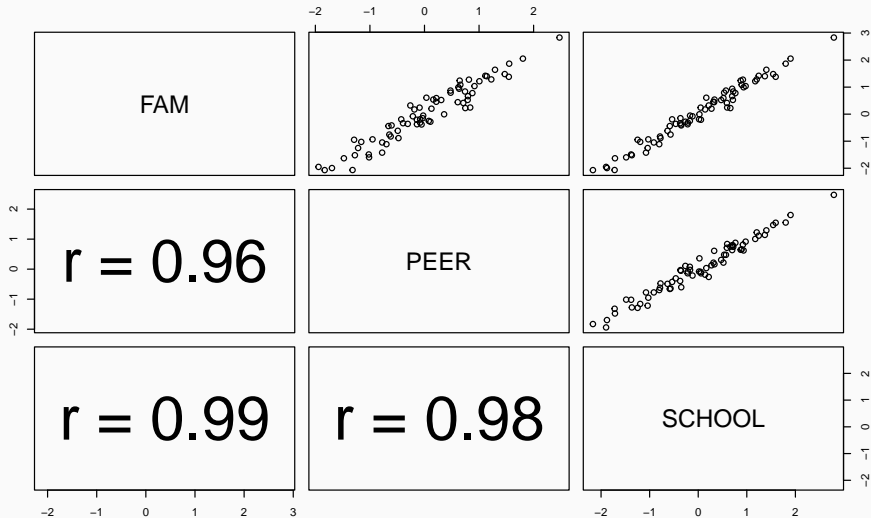 −2 −1 0 1 2
FAM
−2 −1 0 1 2 3
−2 −1 0 1 2
r = 0.96
PEER
r = 0.99
r = 0.98
SCHOOL
−2 −1 0 1 2
−2 −1 0 1 2 3
−2 −1 0 1 2